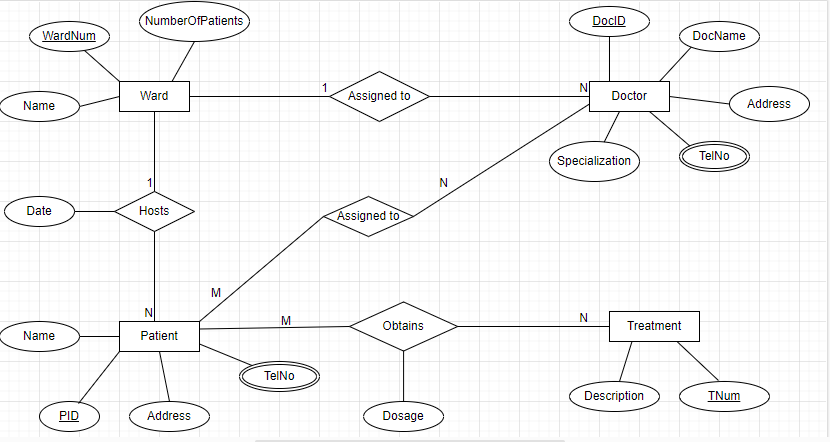 NumberOfPatients
DocID
WardNum
DocName
1
Assigned to
N
Ward
Doctor
Name
Address
Specialization
TelNo
1
N
Date
Hosts
Assigned to
M
N
M
N
Name
Patient
Obtains
Treatment
TelNo
PID
Address
Dosage
Description
TNum